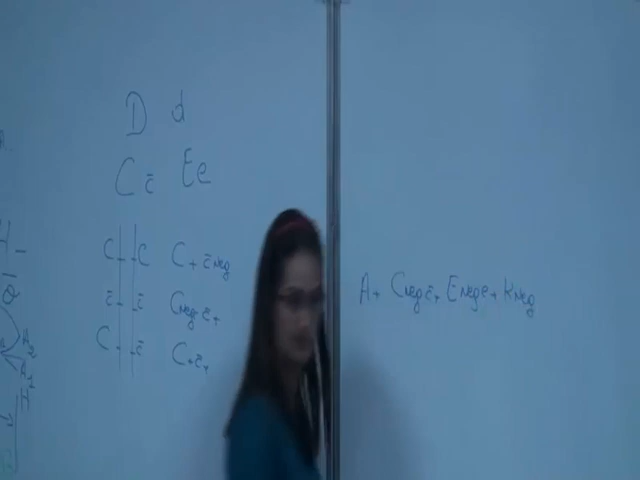 D d
C c̄ Ee
C C C+ c̄neg
c̄ c̄ Cneg c̄+
C c̄ C+c̄+
A+ Cneg c̄+ Eneg e+ Kneg